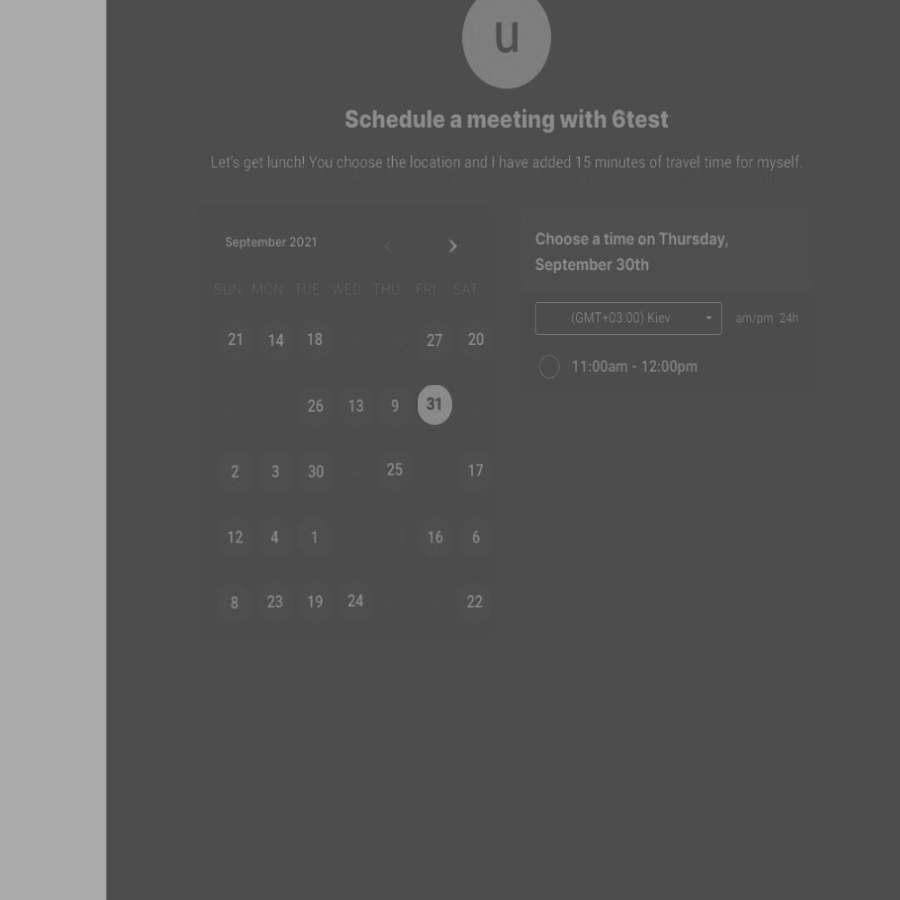 u
Schedule a meeting with 6test
Let's get lunch! You choose the location and I have added 15 minutes of travel time for myself.
September 2021
SUN MON TUE WED THU FRI SAT
21 14 18 27 20
26 13 9 31
2 3 30 25 17
12 4 1 16 6
8 23 19 24 22
Choose a time on Thursday,
September 30th
(GMT+03:00) Kiev am/pm 24h
11:00am - 12:00pm